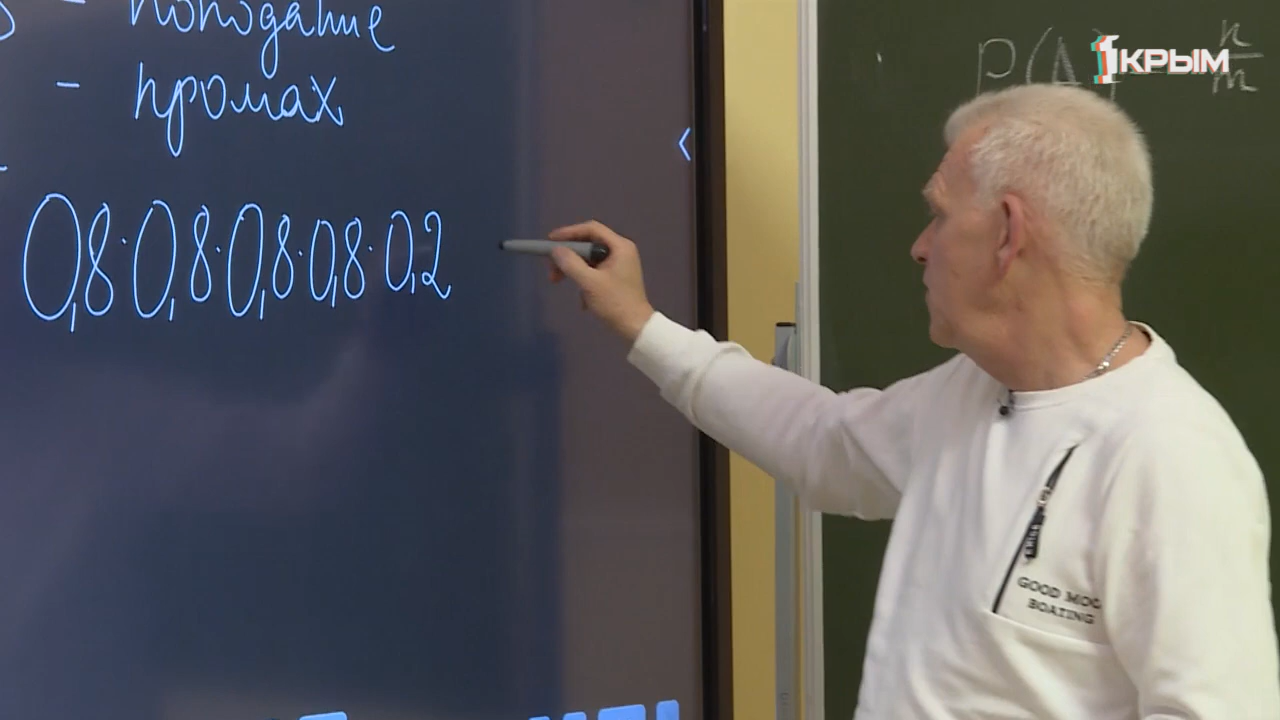 - попадание
- промах
0,8·0,8·0,8·0,8·0,2
P(A) n
m
1КРЫМ
GOOD MOO
BOATING